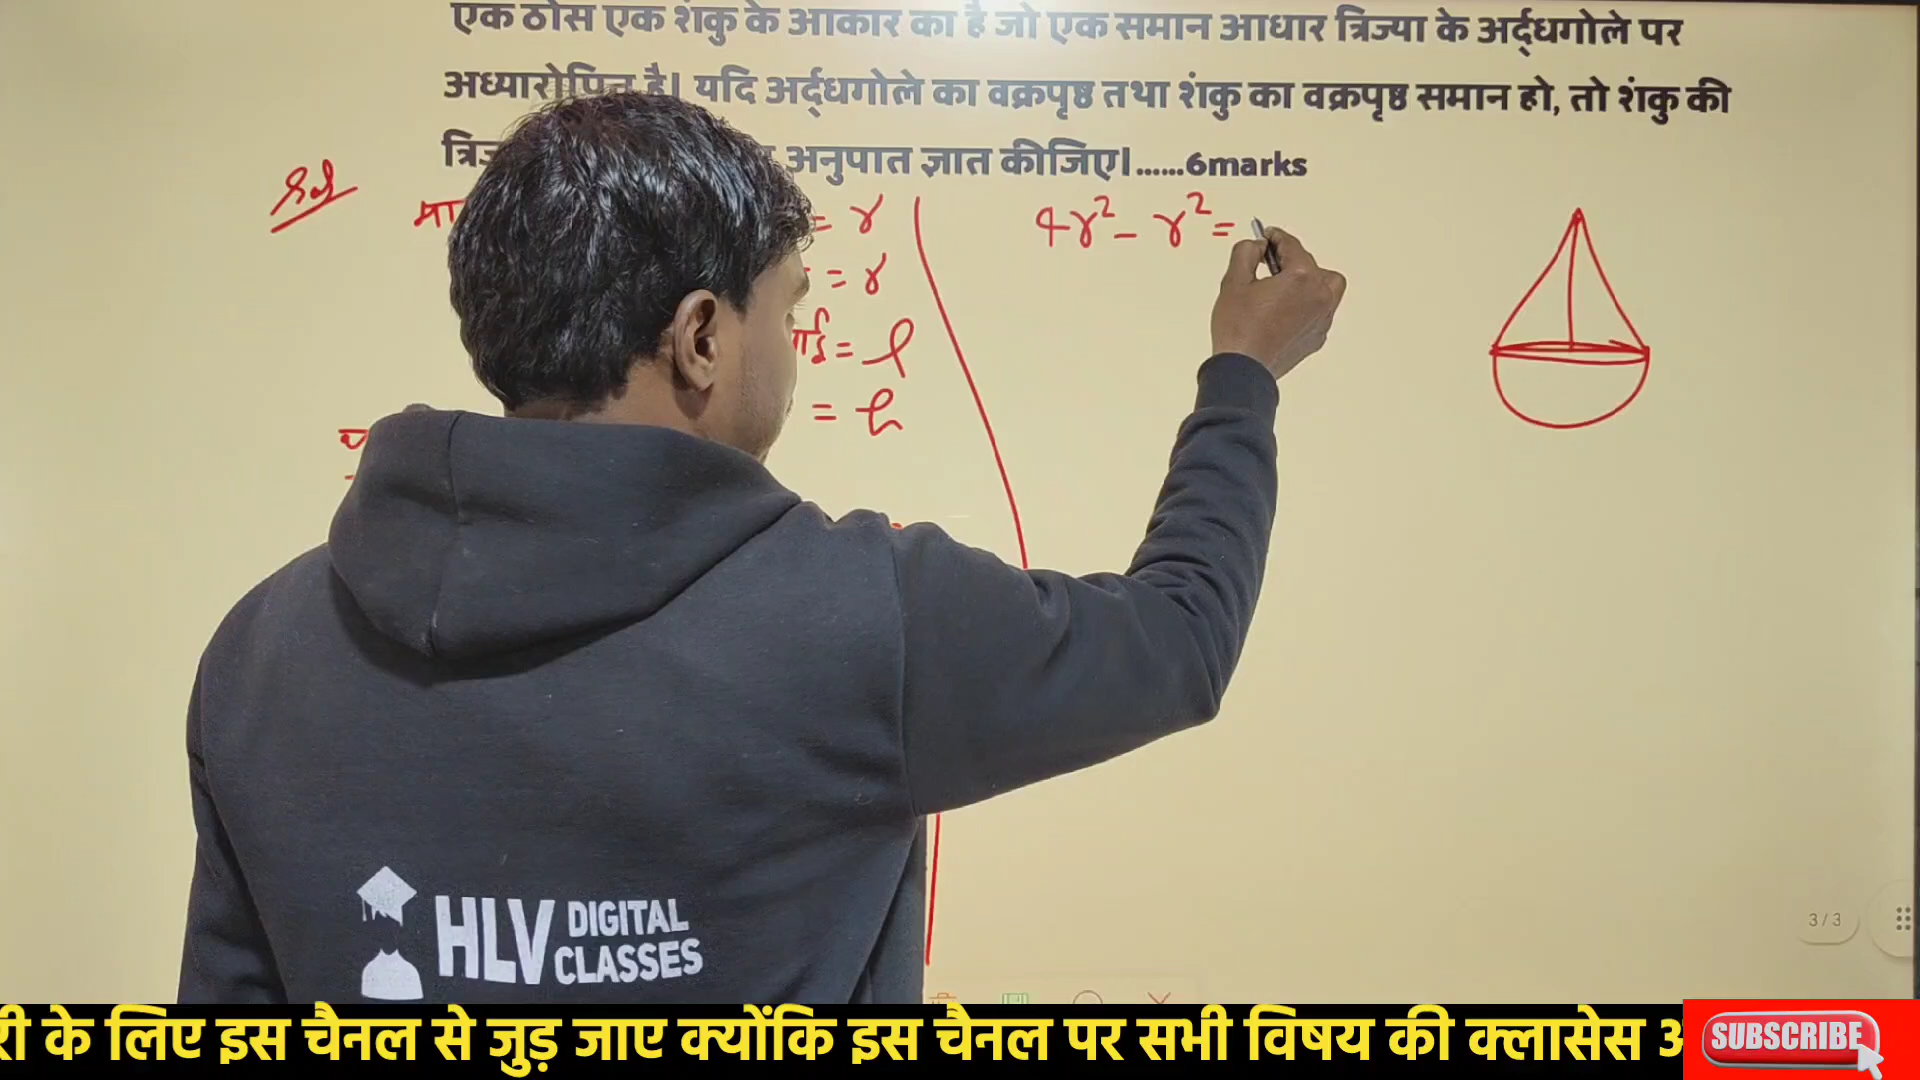 एक ठोस एक शंकु के आकार का है जो एक समान आधार त्रिज्या के अर्द्धगोले पर
अध्यारोपित है। यदि अर्द्धगोले का वक्रपृष्ठ तथा शंकु का वक्रपृष्ठ समान हो, तो शंकु की
अनुपात ज्ञात कीजिए।......6marks
Sol
= r
= r
= l
= h
4r² - r² =
HLV DIGITAL CLASSES
3/3
के लिए इस चैनल से जुड़ जाए क्योंकि इस चैनल पर सभी विषय की क्लासेस
SUBSCRIBE